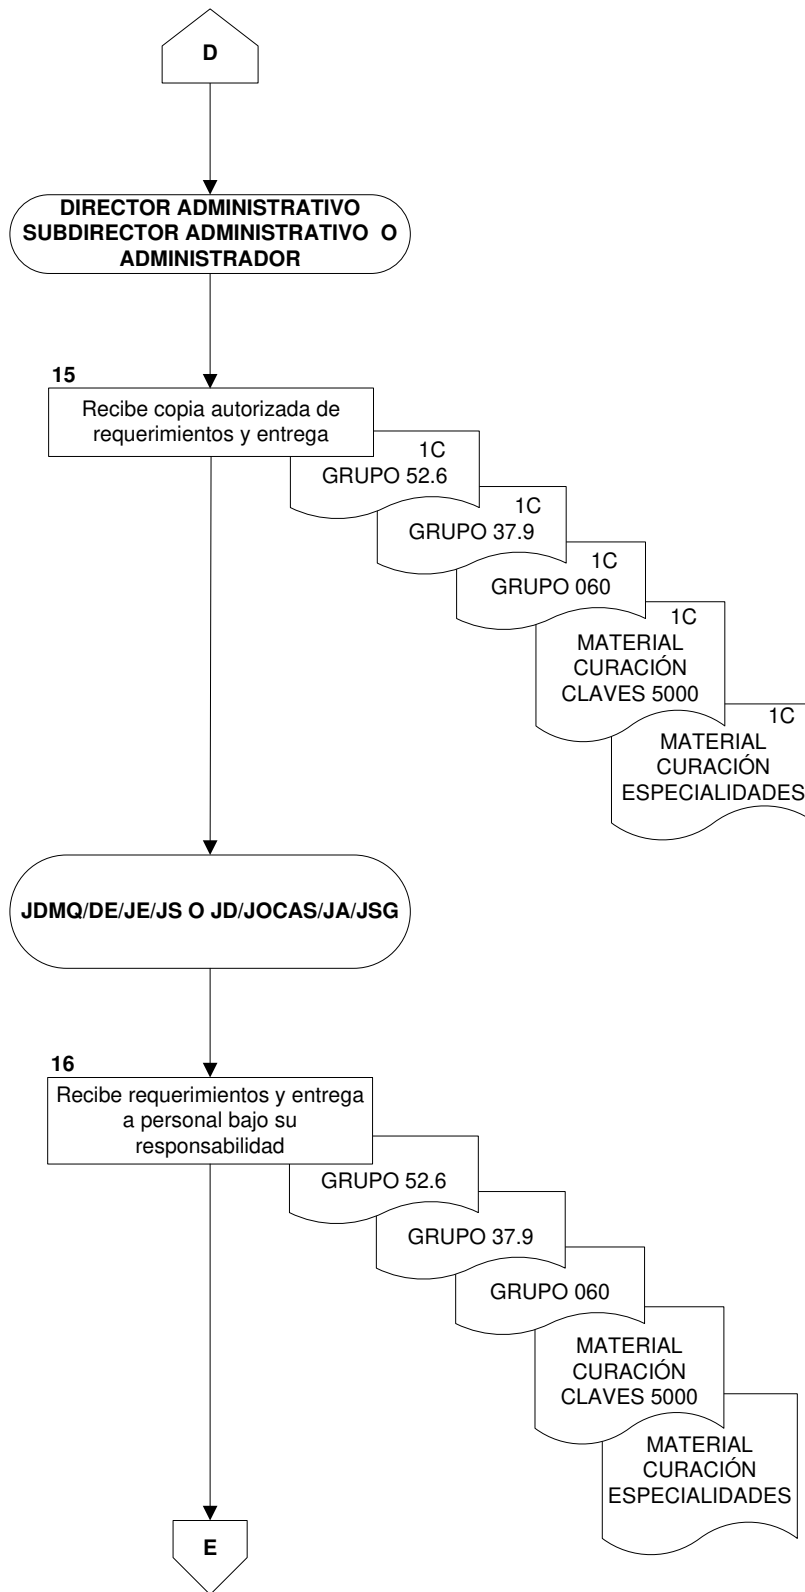 D
DIRECTOR ADMINISTRATIVO
SUBDIRECTOR ADMINISTRATIVO O
ADMINISTRADOR
15
Recibe copia autorizada de
requerimientos y entrega
1C
GRUPO 52.6
1C
GRUPO 37.9
1C
GRUPO 060
1C
MATERIAL
CURACIÓN
CLAVES 5000
1C
MATERIAL
CURACIÓN
ESPECIALIDADES
JDMQ/DE/JE/JS O JD/JOCAS/JA/JSG
16
Recibe requerimientos y entrega
a personal bajo su
responsabilidad
GRUPO 52.6
GRUPO 37.9
GRUPO 060
MATERIAL
CURACIÓN
CLAVES 5000
MATERIAL
CURACIÓN
ESPECIALIDADES
E